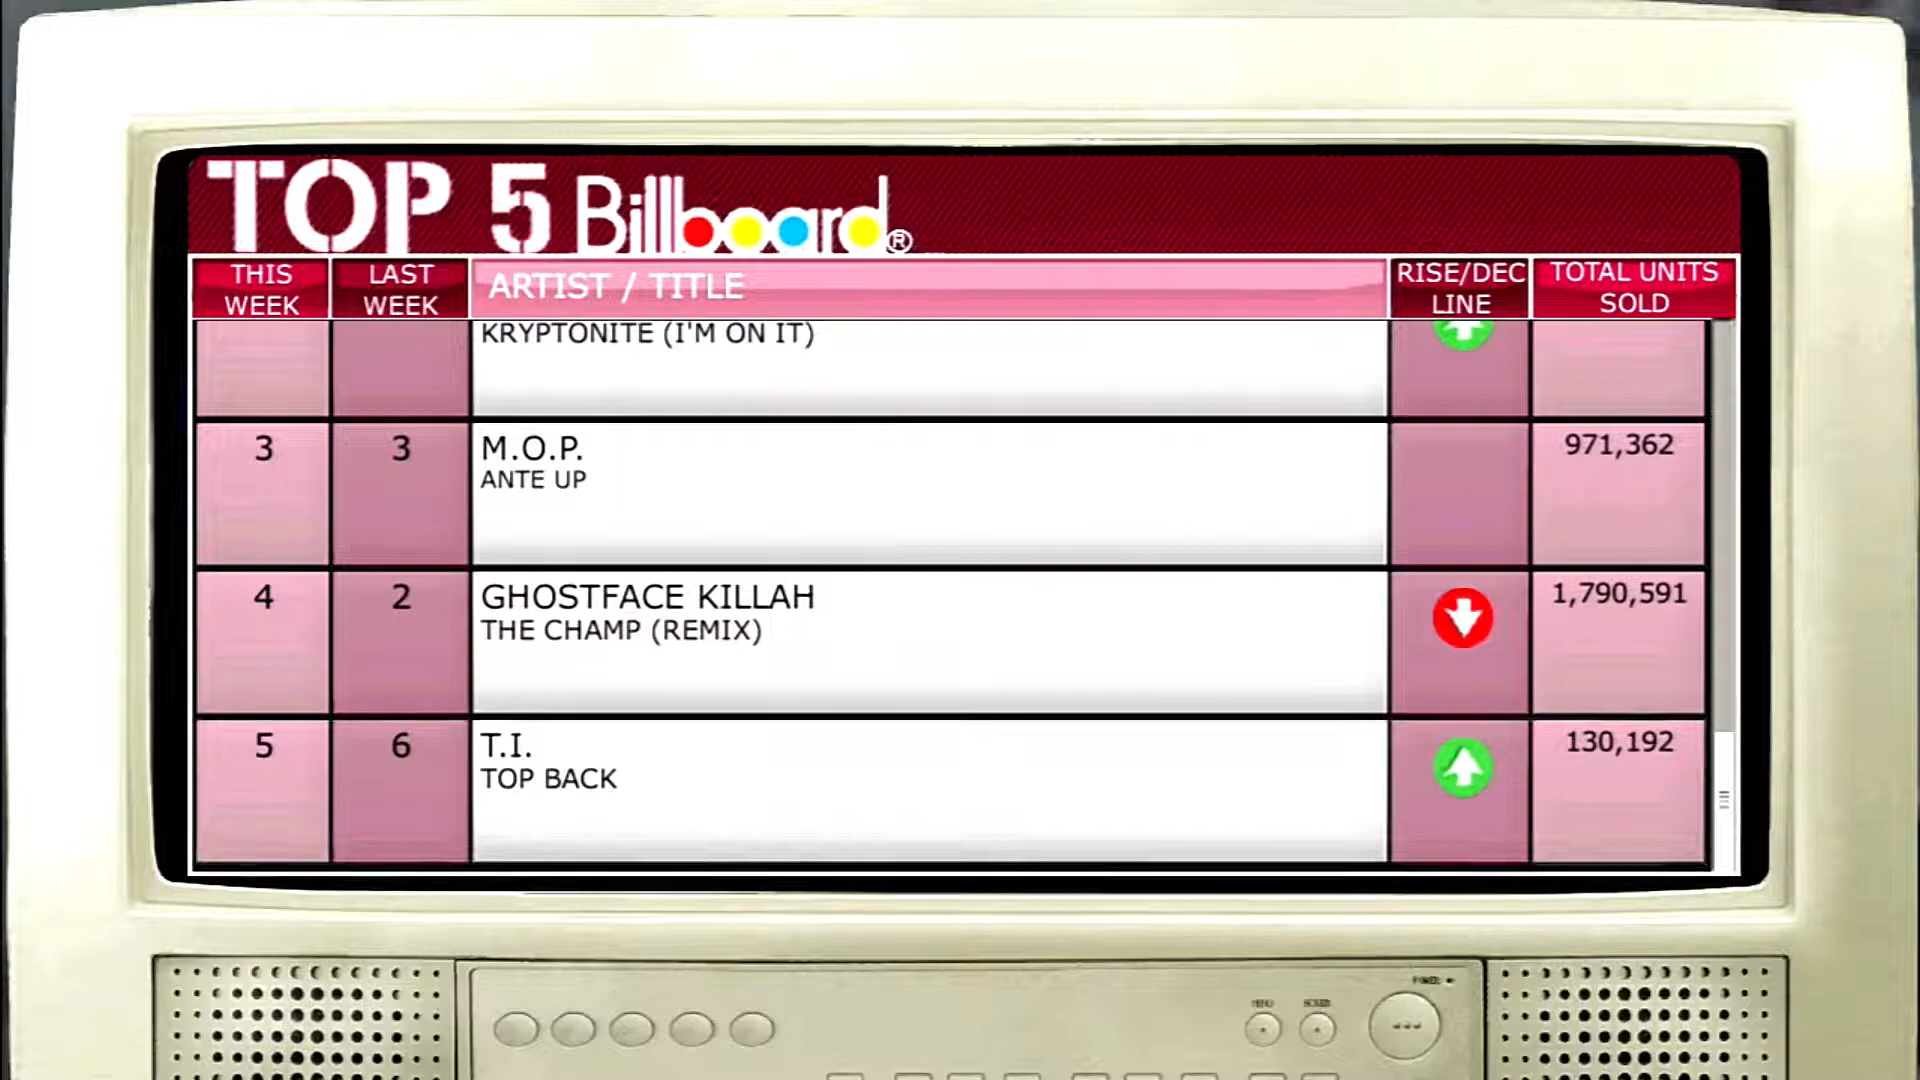 TOP 5 Billboard®
THIS WEEK
LAST WEEK
ARTIST / TITLE
RISE/DEC LINE
TOTAL UNITS SOLD
KRYPTONITE (I'M ON IT)
3 3 M.O.P. 971,362
ANTE UP
4 2 GHOSTFACE KILLAH 1,790,591
THE CHAMP (REMIX)
5 6 T.I. 130,192
TOP BACK
MENU
POWER